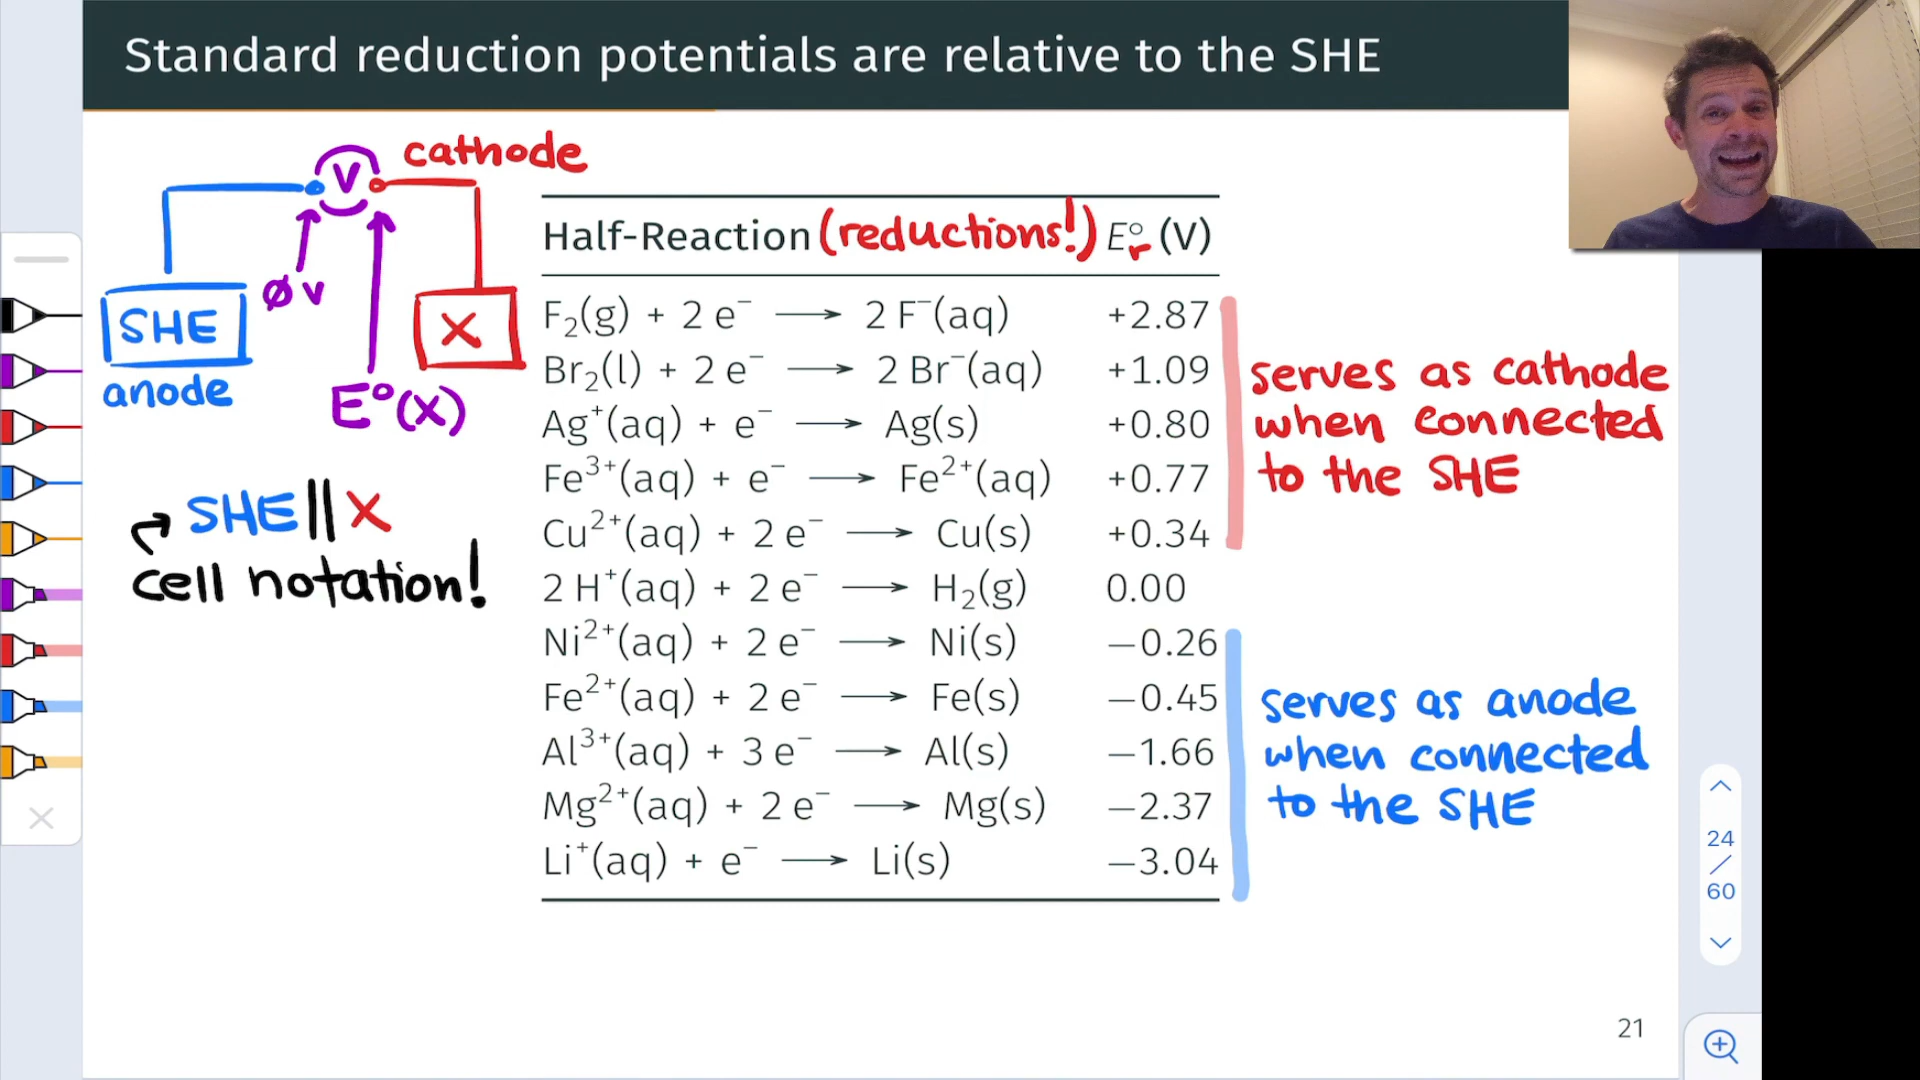 Standard reduction potentials are relative to the SHE
cathode
V
Ø V
SHE
X
anode
E°(X)
SHE||X
cell notation!
Half-Reaction (reductions!) E°r (V)
F₂(g) + 2 e⁻ ⟶ 2 F⁻(aq) +2.87
Br₂(l) + 2 e⁻ ⟶ 2 Br⁻(aq) +1.09
Ag⁺(aq) + e⁻ ⟶ Ag(s) +0.80
Fe³⁺(aq) + e⁻ ⟶ Fe²⁺(aq) +0.77
Cu²⁺(aq) + 2 e⁻ ⟶ Cu(s) +0.34
2 H⁺(aq) + 2 e⁻ ⟶ H₂(g) 0.00
Ni²⁺(aq) + 2 e⁻ ⟶ Ni(s) −0.26
Fe²⁺(aq) + 2 e⁻ ⟶ Fe(s) −0.45
Al³⁺(aq) + 3 e⁻ ⟶ Al(s) −1.66
Mg²⁺(aq) + 2 e⁻ ⟶ Mg(s) −2.37
Li⁺(aq) + e⁻ ⟶ Li(s) −3.04
serves as cathode
when connected
to the SHE
serves as anode
when connected
to the SHE
24
/
60
21